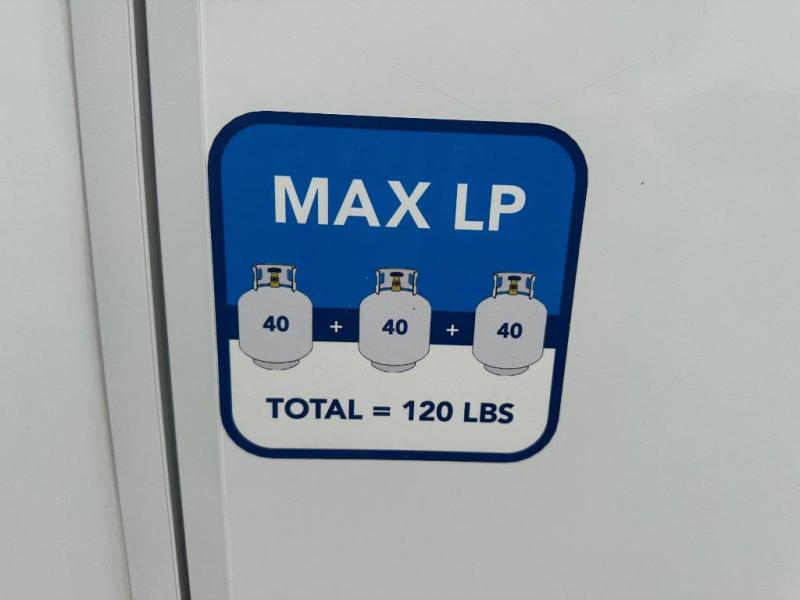 MAX LP
40 + 40 + 40
TOTAL = 120 LBS